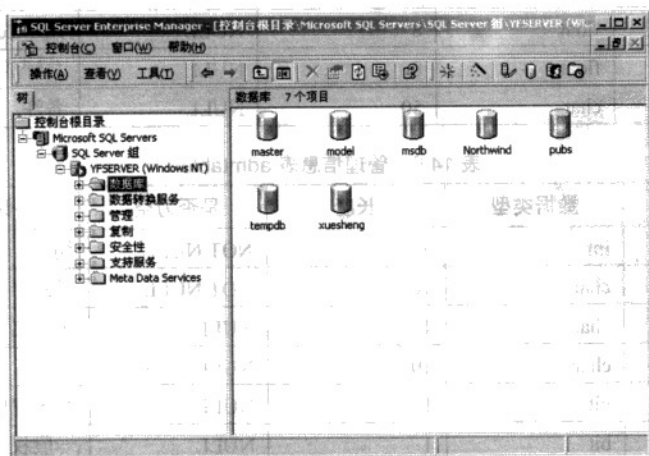 SQL Server Enterprise Manager - [控制台根目录\Microsoft SQL Servers\SQL Server 组\YFSERVER (Wi...
控制台(C) 窗口(W) 帮助(H)
操作(A) 查看(V) 工具(T)
树
数据库 7 个项目
控制台根目录
Microsoft SQL Servers
SQL Server 组
YFSERVER (Windows NT)
数据库
数据转换服务
管理
复制
安全性
支持服务
Meta Data Services
master
model
msdb
Northwind
pubs
tempdb
xuesheng